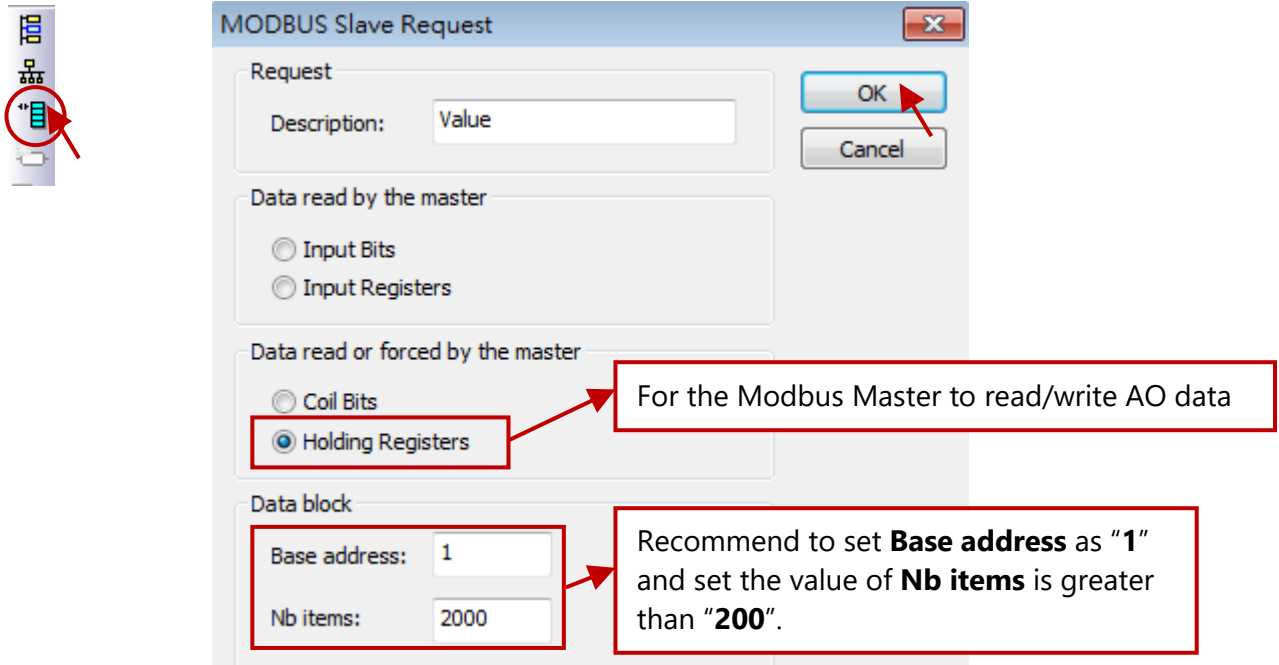 MODBUS Slave Request
Request
Description:
Value
OK
Cancel
Data read by the master
Input Bits
Input Registers
Data read or forced by the master
Coil Bits
Holding Registers
For the Modbus Master to read/write AO data
Data block
Base address:
1
Nb items:
2000
Recommend to set Base address as “1”
and set the value of Nb items is greater
than “200”.